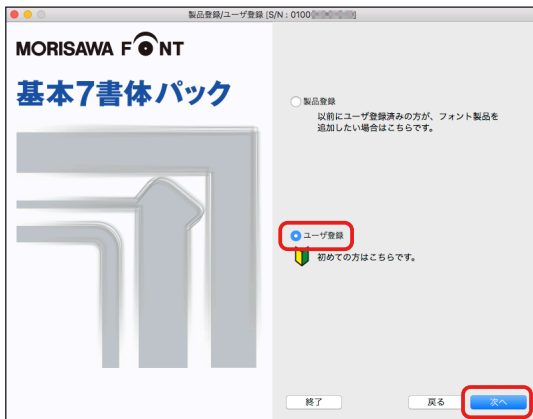 製品登録/ユーザ登録 [S/N : 0100
MORISAWA FONT
基本7書体パック
製品登録
以前にユーザ登録済みの方が、フォント製品を
追加したい場合はこちらです。
ユーザ登録
初めての方はこちらです。
終了
戻る
次へ